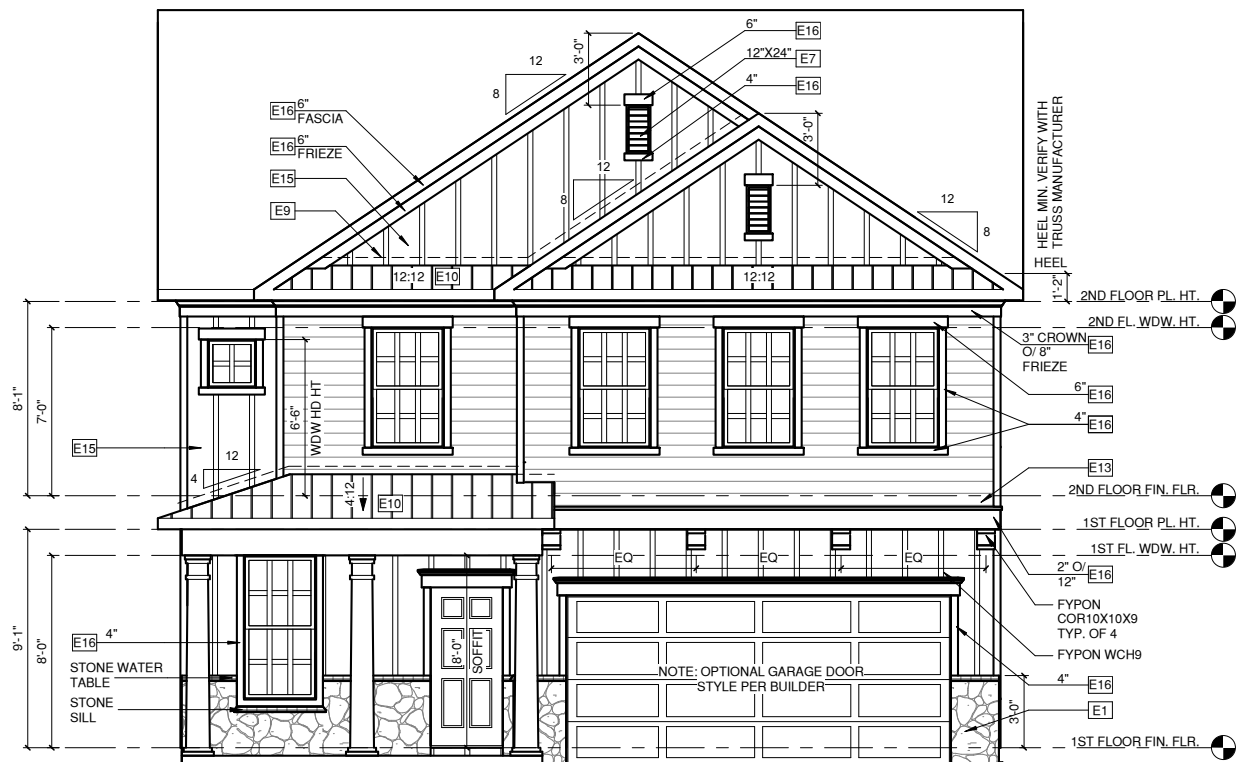 6"
E16
12"X24"
E7
4"
E16
3'-0"
12
8
E16
6"
FASCIA
E16
6"
FRIEZE
E15
E9
12
8
3'-0"
12
8
HEEL MIN. VERIFY WITH
TRUSS MANUFACTURER
HEEL
1'-2"
12:12
E10
12:12
2ND FLOOR PL. HT.
2ND FL. WDW. HT.
3" CROWN
O/ 8"
FRIEZE
E16
6"
E16
4"
E16
8'-1"
7'-0"
6'-6"
WDW HD HT
E15
12
4
4:12
E10
E13
2ND FLOOR FIN. FLR.
1ST FLOOR PL. HT.
1ST FL. WDW. HT.
EQ
EQ
EQ
2" O/
12"
E16
FYPON
COR10X10X9
TYP. OF 4
FYPON WCH9
9'-1"
8'-0"
E16
4"
8'-0"
SOFFIT
STONE WATER
TABLE
STONE
SILL
NOTE: OPTIONAL GARAGE DOOR
STYLE PER BUILDER
4"
E16
3'-0"
E1
1ST FLOOR FIN. FLR.